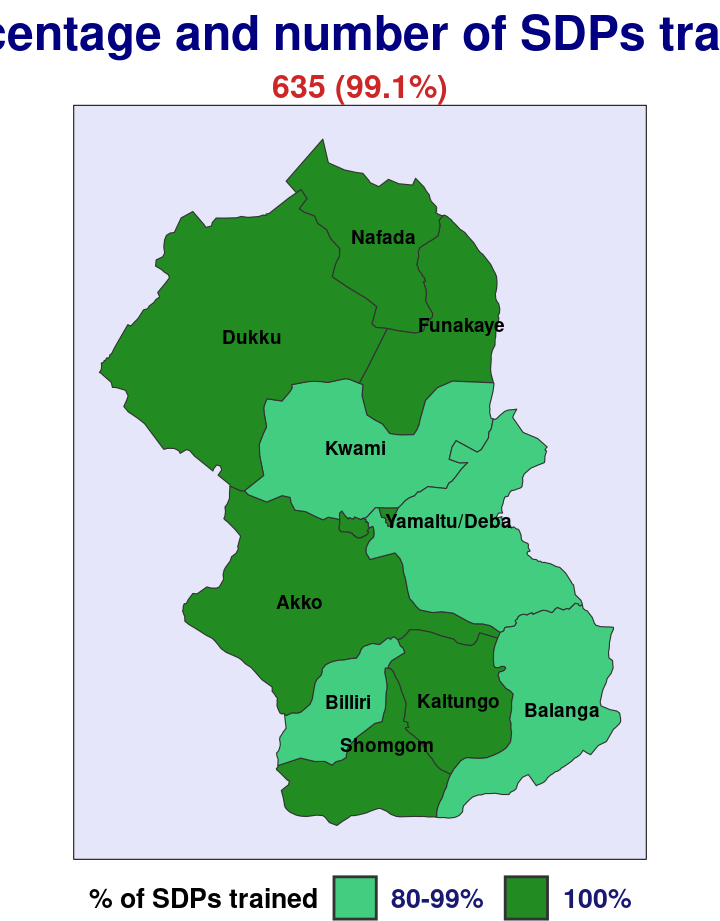 centage and number of SDPs tra
635 (99.1%)
Nafada
Funakaye
Dukku
Kwami
Yamaltu/Deba
Akko
Billiri
Kaltungo
Balanga
Shomgom
% of SDPs trained 80-99% 100%